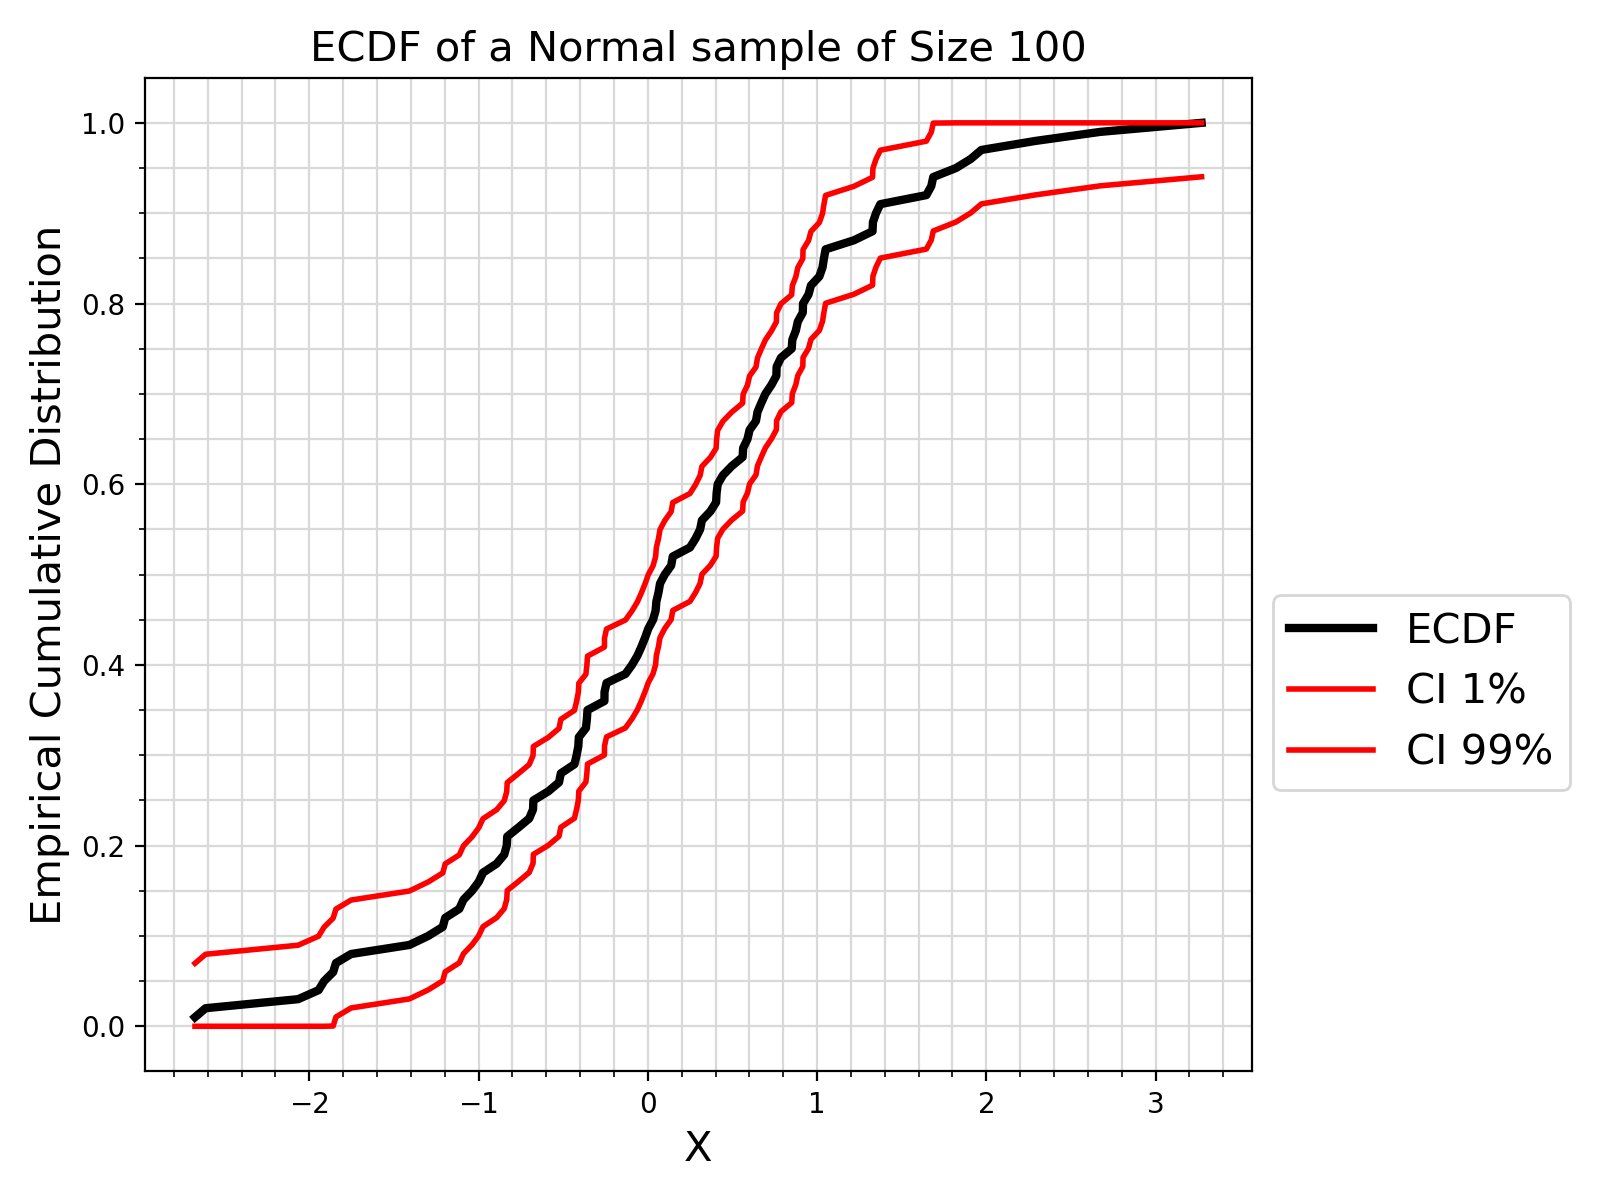 ECDF of a Normal sample of Size 100
Empirical Cumulative Distribution
1.0
0.8
0.6
0.4
0.2
0.0
−2
−1
0
1
2
3
X
ECDF
CI 1%
CI 99%